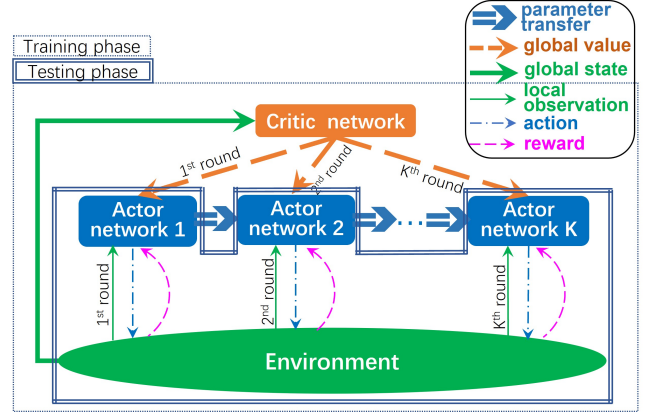 parameter
transfer
global value
global state
local
observation
action
reward
Training phase
Testing phase
Critic network
1st round
2nd round
Kth round
Actor
network 1
Actor
network 2
...
Actor
network K
1st round
2nd round
Kth round
Environment